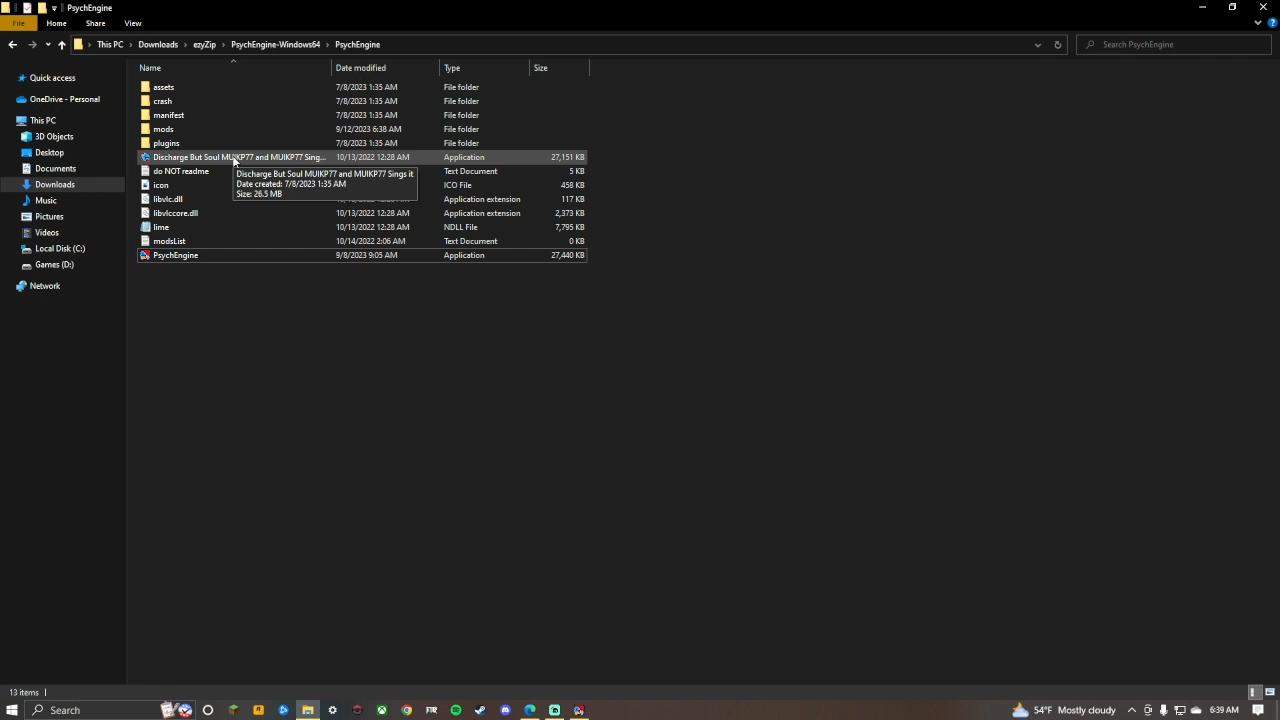 PsychEngine
File Home Share View
This PC Downloads ezyZip PsychEngine-Windows64 PsychEngine Search PsychEngine
Name Date modified Type Size
Quick access
OneDrive - Personal
This PC
3D Objects
Desktop
Documents
Downloads
Music
Pictures
Videos
Local Disk (C:)
Games (D:)
Network
assets 7/8/2023 1:35 AM File folder
crash 7/8/2023 1:35 AM File folder
manifest 7/8/2023 1:35 AM File folder
mods 9/12/2023 6:38 AM File folder
plugins 7/8/2023 1:35 AM File folder
Discharge But Soul MUIKP77 and MUIKP77 Sing... 10/13/2022 12:28 AM Application 27,151 KB
do NOT readme Text Document 5 KB
Discharge But Soul MUIKP77 and MUIKP77 Sings it
Date created: 7/8/2023 1:35 AM
Size: 26.5 MB
icon ICO File 458 KB
libvlc.dll 10/13/2022 12:28 AM Application extension 117 KB
libvlccore.dll 10/13/2022 12:28 AM Application extension 2,373 KB
lime 10/13/2022 12:28 AM NDLL File 7,795 KB
modsList 10/14/2022 2:06 AM Text Document 0 KB
PsychEngine 9/8/2023 9:05 AM Application 27,440 KB
13 items
Search 54°F Mostly cloudy 6:39 AM